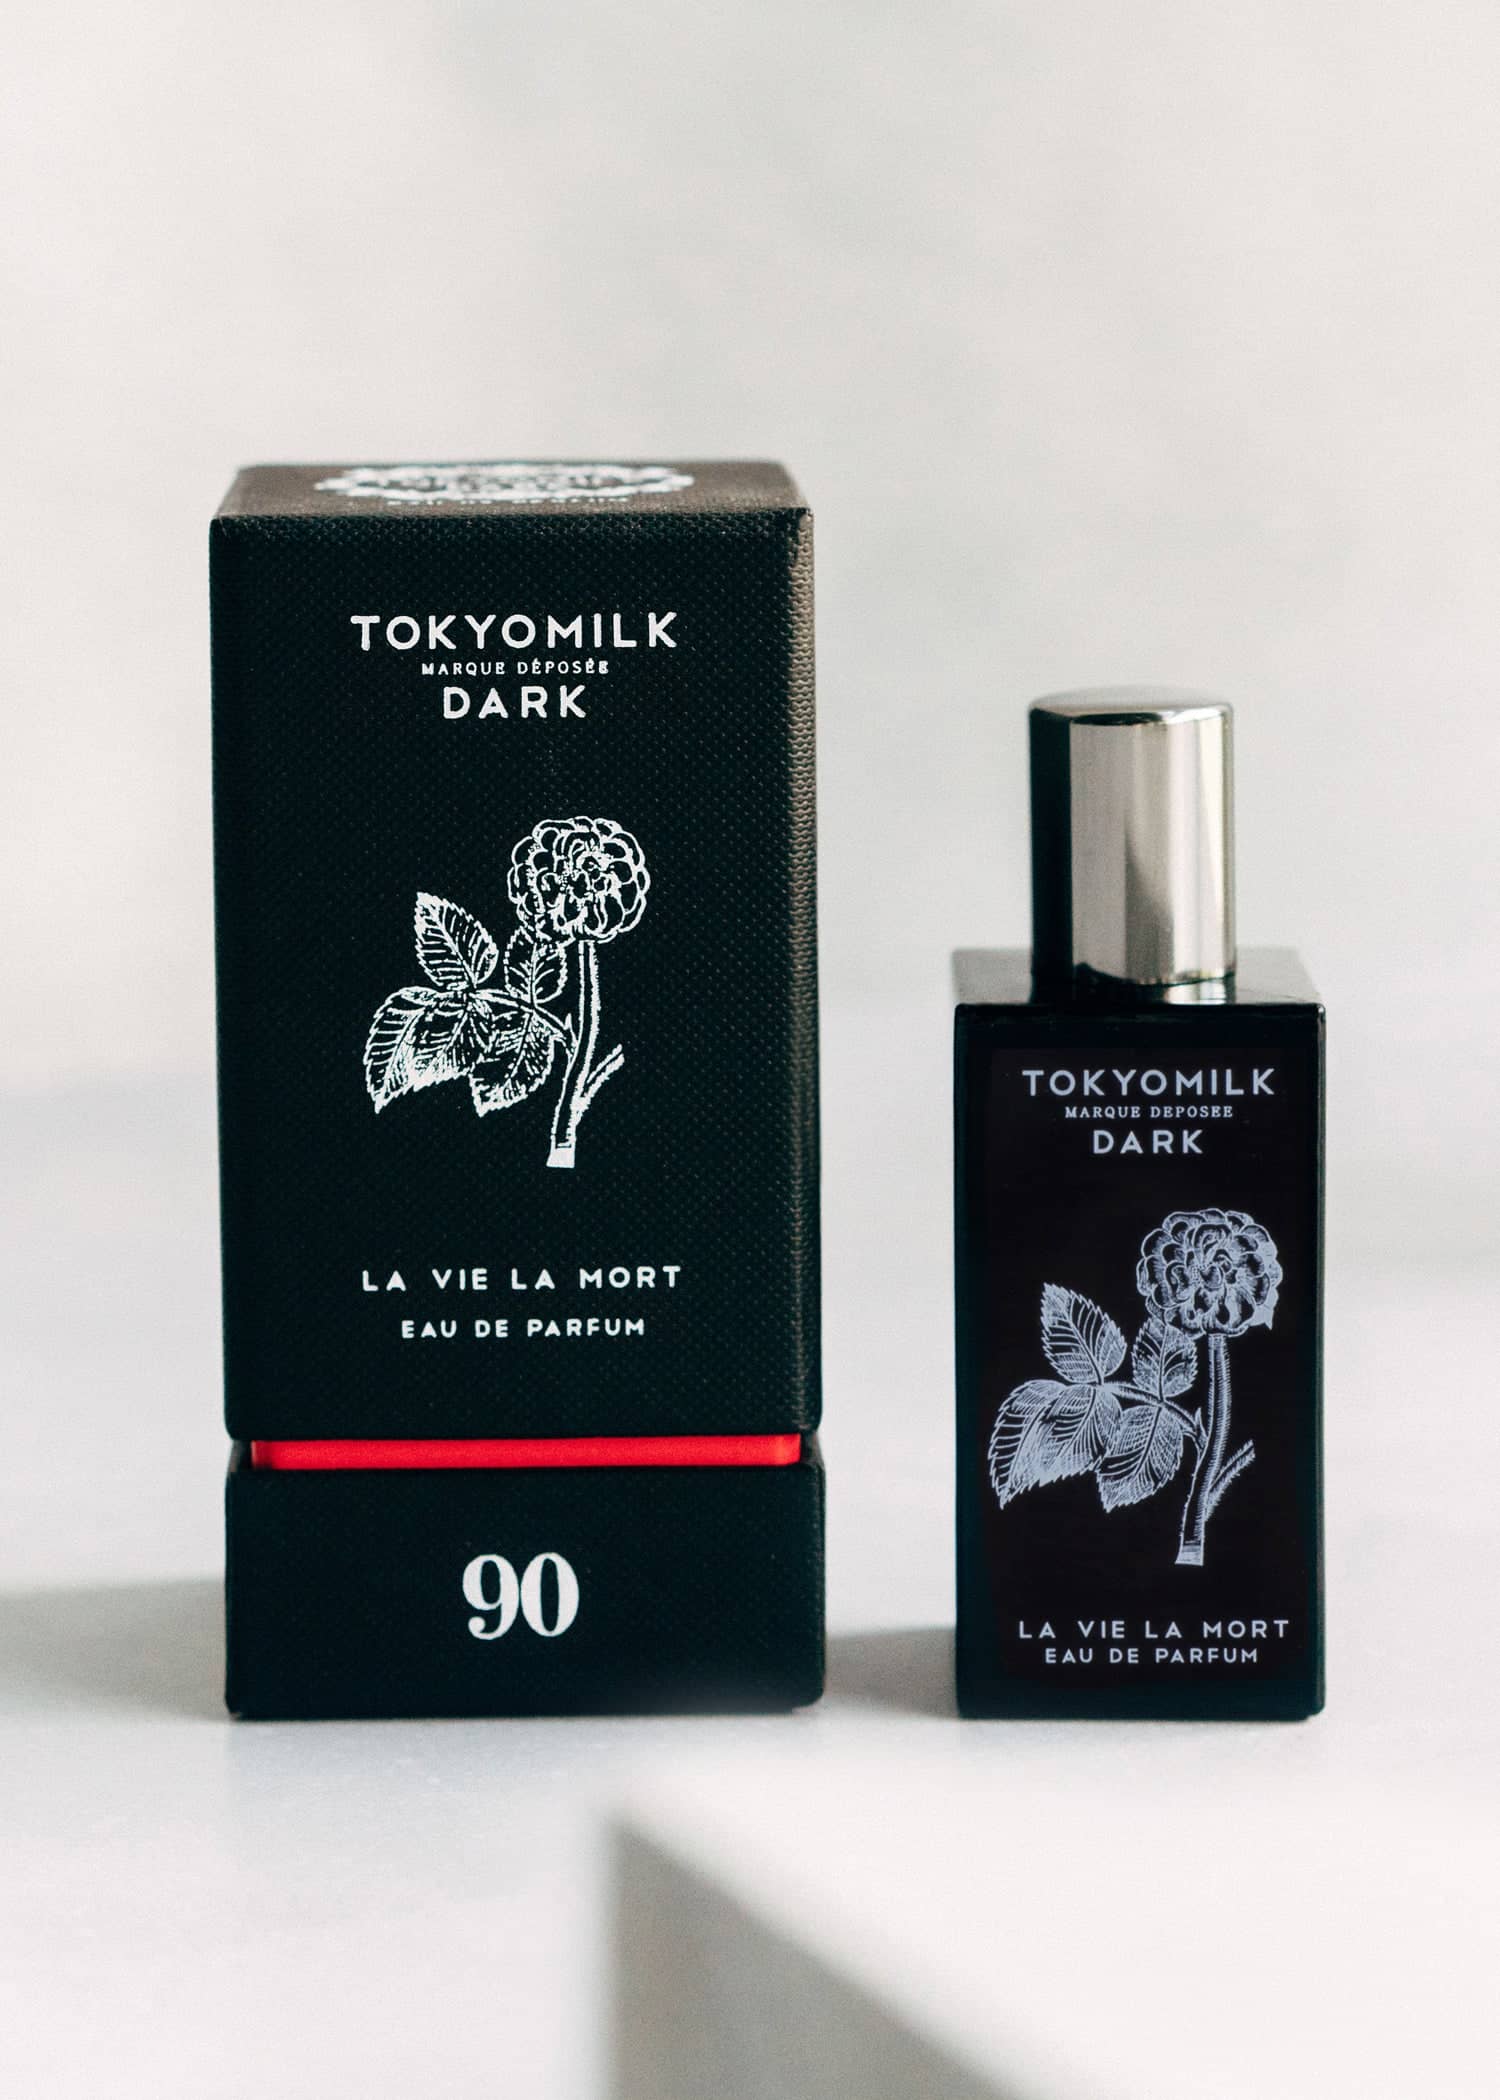 TOKYOMILK
MARQUE DÉPOSÉE
DARK
LA VIE LA MORT
EAU DE PARFUM
90
TOKYOMILK
MARQUE DEPOSEE
DARK
LA VIE LA MORT
EAU DE PARFUM